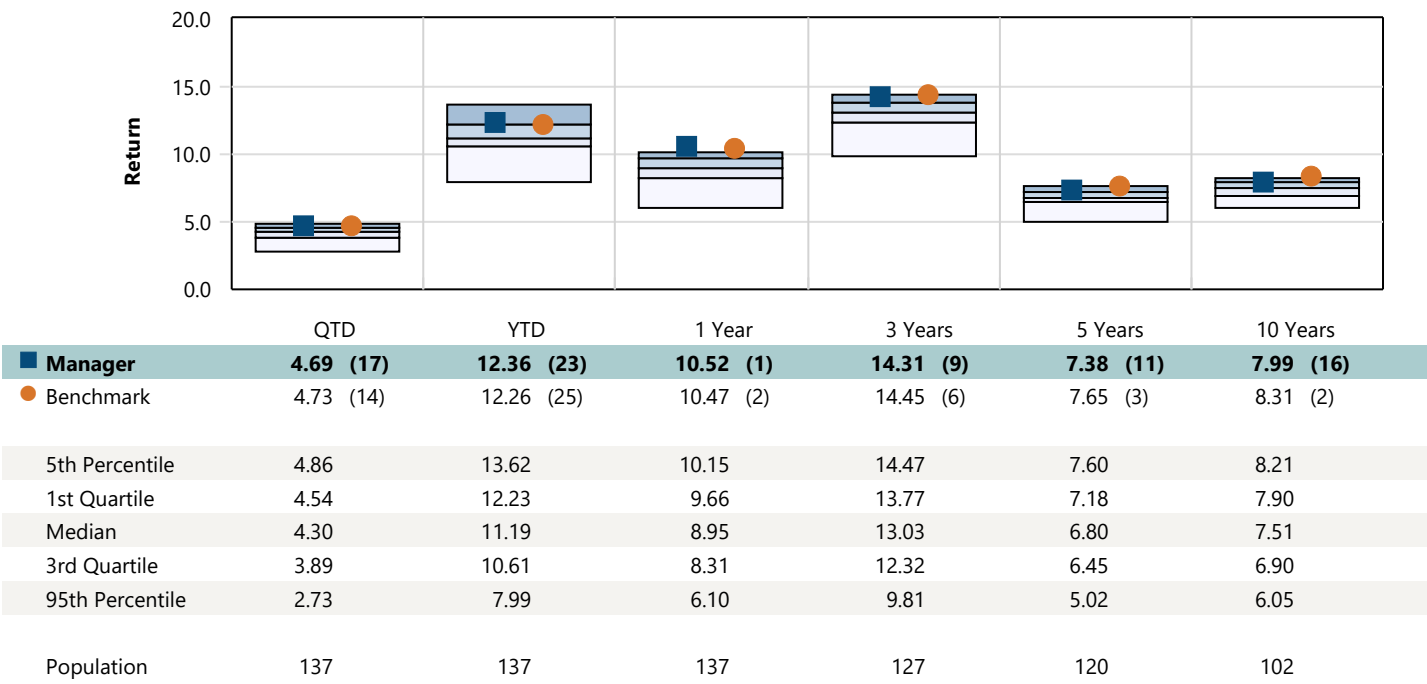 20.0
15.0
10.0
5.0
0.0
Return
QTD YTD 1 Year 3 Years 5 Years 10 Years
Manager 4.69 (17) 12.36 (23) 10.52 (1) 14.31 (9) 7.38 (11) 7.99 (16)
Benchmark 4.73 (14) 12.26 (25) 10.47 (2) 14.45 (6) 7.65 (3) 8.31 (2)
5th Percentile 4.86 13.62 10.15 14.47 7.60 8.21
1st Quartile 4.54 12.23 9.66 13.77 7.18 7.90
Median 4.30 11.19 8.95 13.03 6.80 7.51
3rd Quartile 3.89 10.61 8.31 12.32 6.45 6.90
95th Percentile 2.73 7.99 6.10 9.81 5.02 6.05
Population 137 137 137 127 120 102